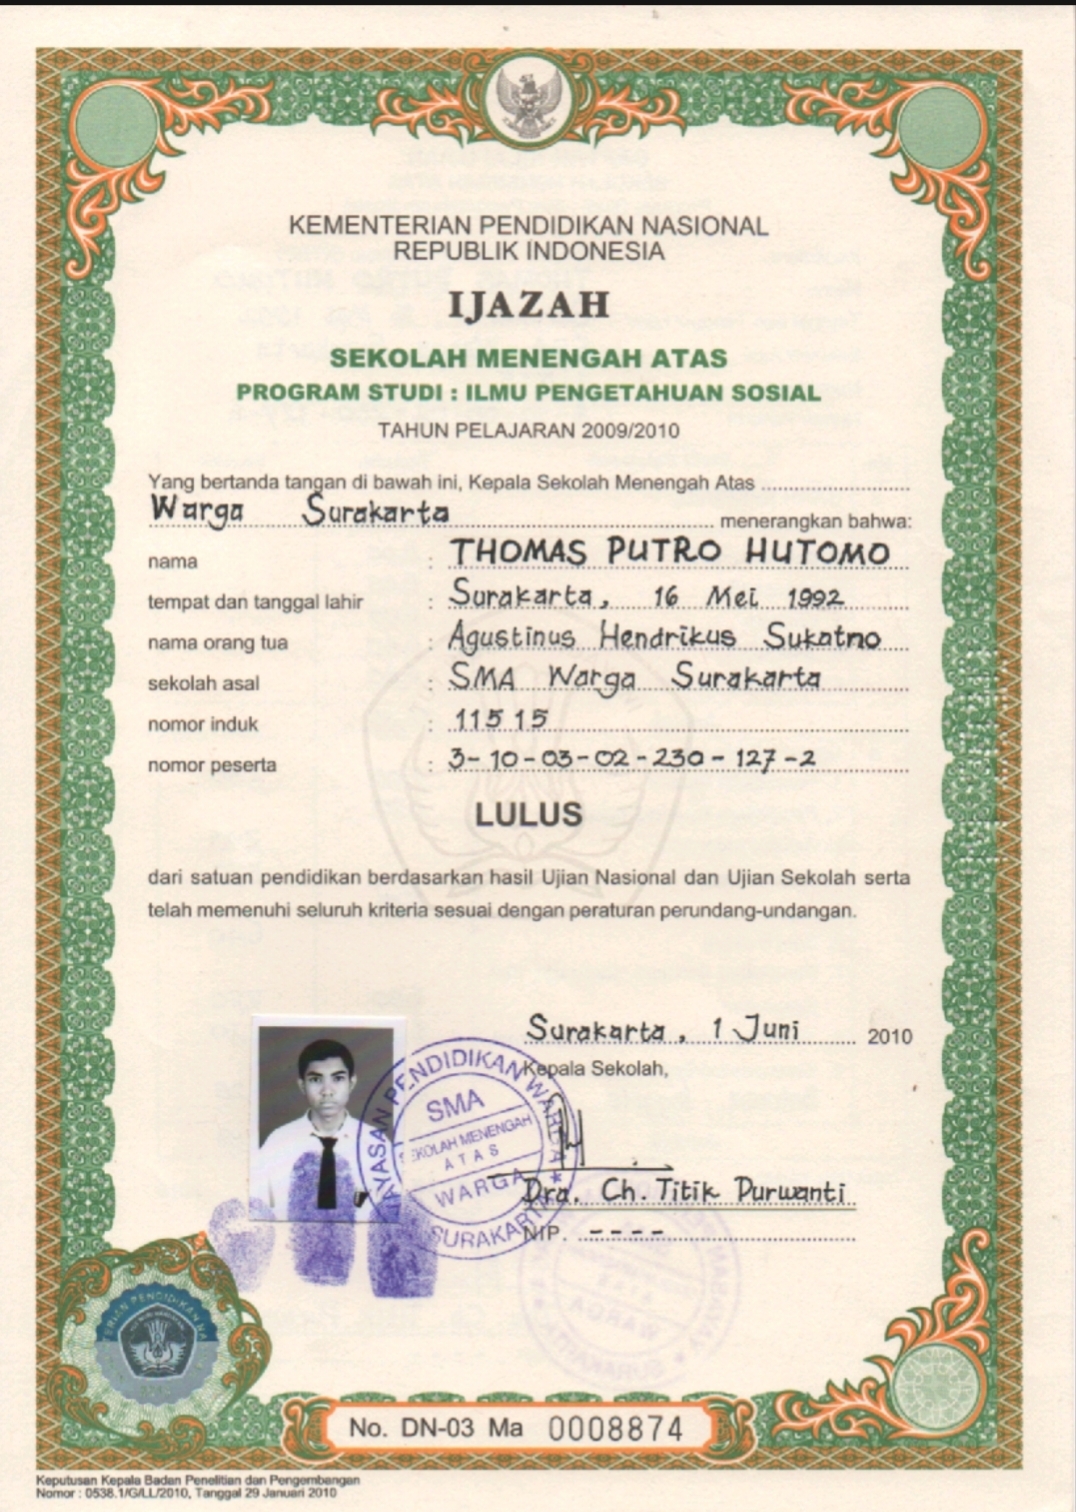 KEMENTERIAN PENDIDIKAN NASIONAL
REPUBLIK INDONESIA
IJAZAH
SEKOLAH MENENGAH ATAS
PROGRAM STUDI : ILMU PENGETAHUAN SOSIAL
TAHUN PELAJARAN 2009/2010
Yang bertanda tangan di bawah ini, Kepala Sekolah Menengah Atas
Warga Surakarta menerangkan bahwa:
nama : THOMAS PUTRO HUTOMO
tempat dan tanggal lahir : Surakarta, 16 Mei 1992
nama orang tua : Agustinus Hendrikus Sukatno
sekolah asal : SMA Warga Surakarta
nomor induk : 11515
nomor peserta : 3-10-03-02-230-127-2
LULUS
dari satuan pendidikan berdasarkan hasil Ujian Nasional dan Ujian Sekolah serta
telah memenuhi seluruh kriteria sesuai dengan peraturan perundang-undangan.
Surakarta, 1 Juni 2010
Kepala Sekolah,
YAYASAN PENDIDIKAN WARGA
SMA
SEKOLAH MENENGAH
ATAS
WARGA
SURAKARTA
Dra. Ch. Titik Purwanti
NIP. ----
No. DN-03 Ma 0008874
Keputusan Kepala Badan Penelitian dan Pengembangan
Nomor : 0538.1/G/LL/2010, Tanggal 29 Januari 2010